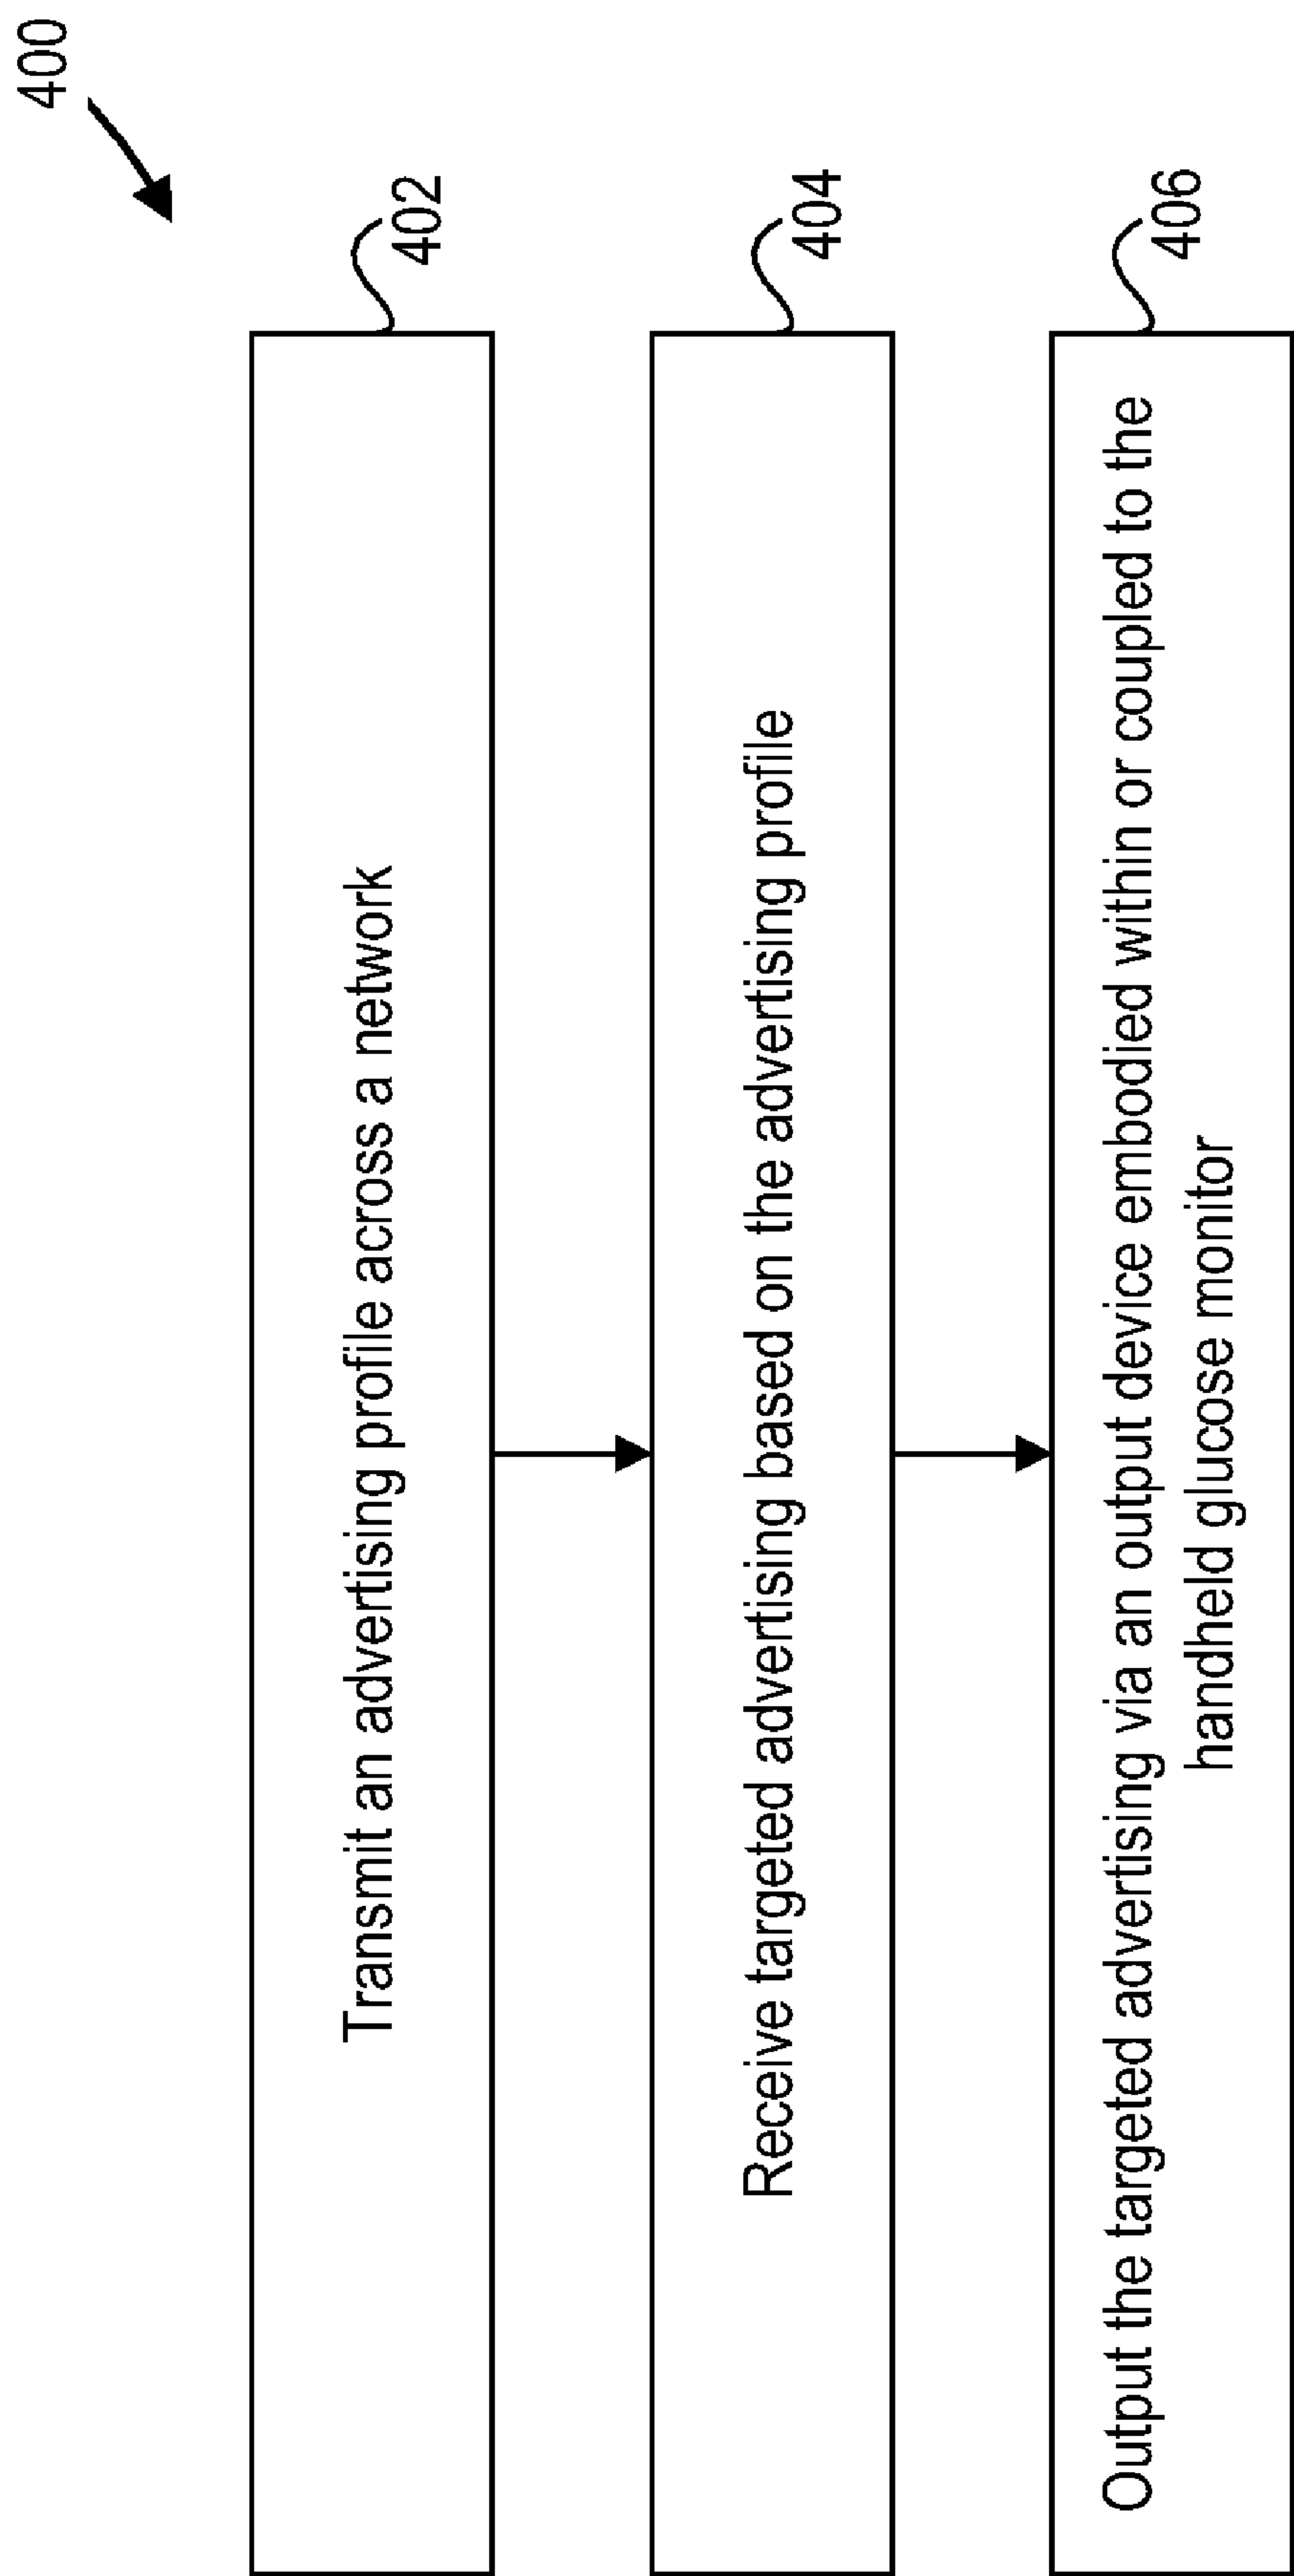 400
402
Transmit an advertising profile across a network
404
Receive targeted advertising based on the advertising profile
406
Output the targeted advertising via an output device embodied within or coupled to the
handheld glucose monitor